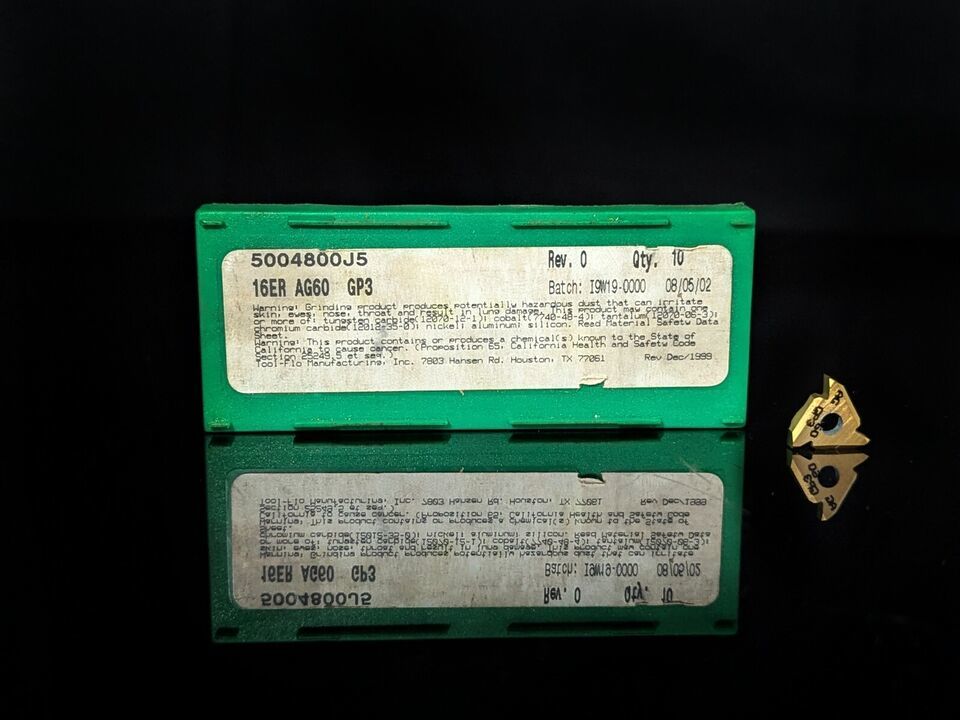 5004800J5 Rev. 0 Qty. 10
16ER AG60 GP3 Batch: I9W19-0000 08/05/02
Warning: Grinding product produces potentially hazardous dust that can irritate
skin, eyes, nose, throat and result in lung damage. This product may contain one
or more of: tungsten carbide(12070-12-1); cobalt(7740-48-4); tantalum(12070-06-3);
chromium carbide(12012-35-0); nickel; aluminum; silicon. Read Material Safety Data
Sheet.
Warning: This product contains or produces a chemical(s) known to the State of
California to cause cancer. (Proposition 65, California Health and Safety Code
Section 25249.5 et seq.)
Tool-Flo Manufacturing, Inc. 7803 Hansen Rd. Houston, TX 77061 Rev Dec/1999
AG
60
GP3